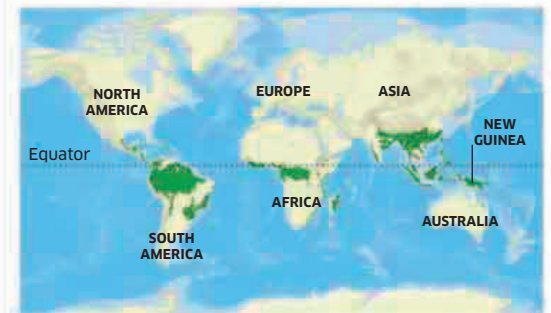 NORTH
AMERICA
EUROPE
ASIA
NEW
GUINEA
Equator
AFRICA
AUSTRALIA
SOUTH
AMERICA